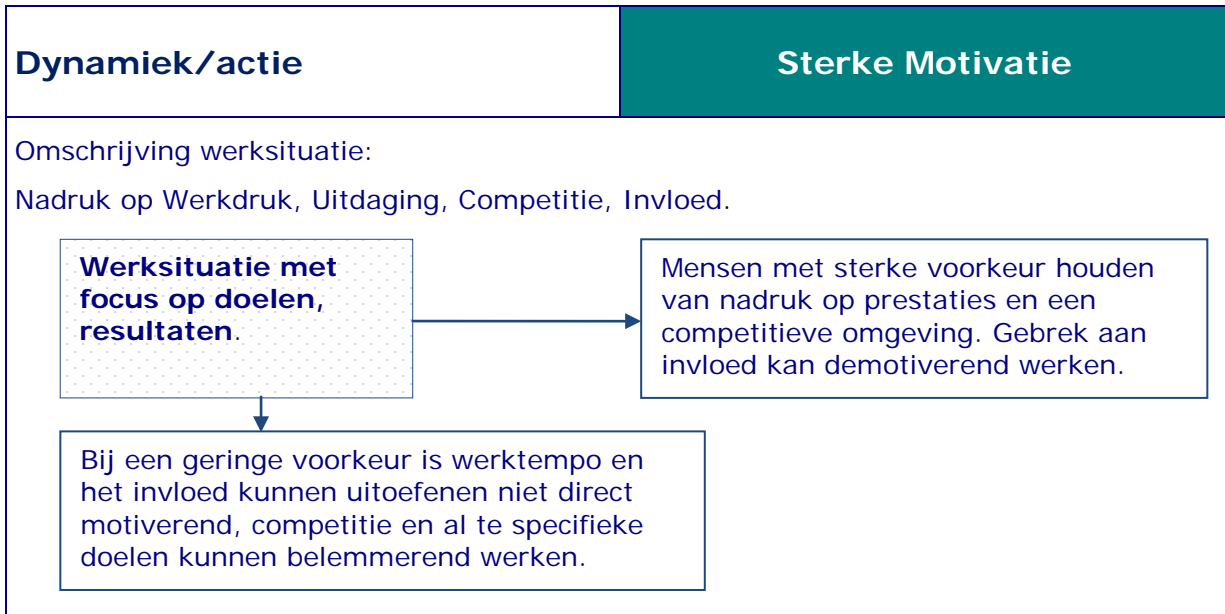 Dynamiek/actie
Sterke Motivatie
Omschrijving werksituatie:
Nadruk op Werkdruk, Uitdaging, Competitie, Invloed.
Werksituatie met
focus op doelen,
resultaten.
Mensen met sterke voorkeur houden
van nadruk op prestaties en een
competitieve omgeving. Gebrek aan
invloed kan demotiverend werken.
Bij een geringe voorkeur is werktempo en
het invloed kunnen uitoefenen niet direct
motiverend, competitie en al te specifieke
doelen kunnen belemmerend werken.